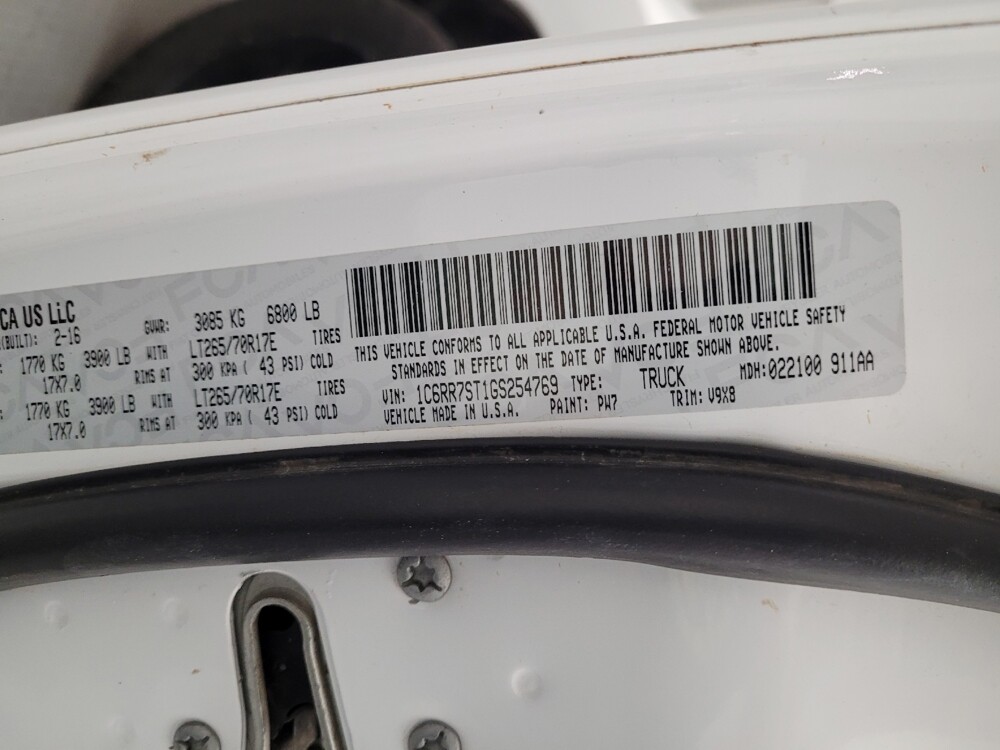 CA US LLC
(BUILT): 2-16 GVWR: 3085 KG 6800 LB
1770 KG 3900 LB WITH LT265/70R17E TIRES
17X7.0 RIMS AT 300 KPA ( 43 PSI) COLD
: 1770 KG 3900 LB WITH LT265/70R17E TIRES
17X7.0 RIMS AT 300 KPA ( 43 PSI) COLD
THIS VEHICLE CONFORMS TO ALL APPLICABLE U.S.A. FEDERAL MOTOR VEHICLE SAFETY
STANDARDS IN EFFECT ON THE DATE OF MANUFACTURE SHOWN ABOVE.
VIN: 1C6RR7ST1GS254769 TYPE: TRUCK MDH:022100 911AA
VEHICLE MADE IN U.S.A. PAINT: PW7 TRIM: V9X8